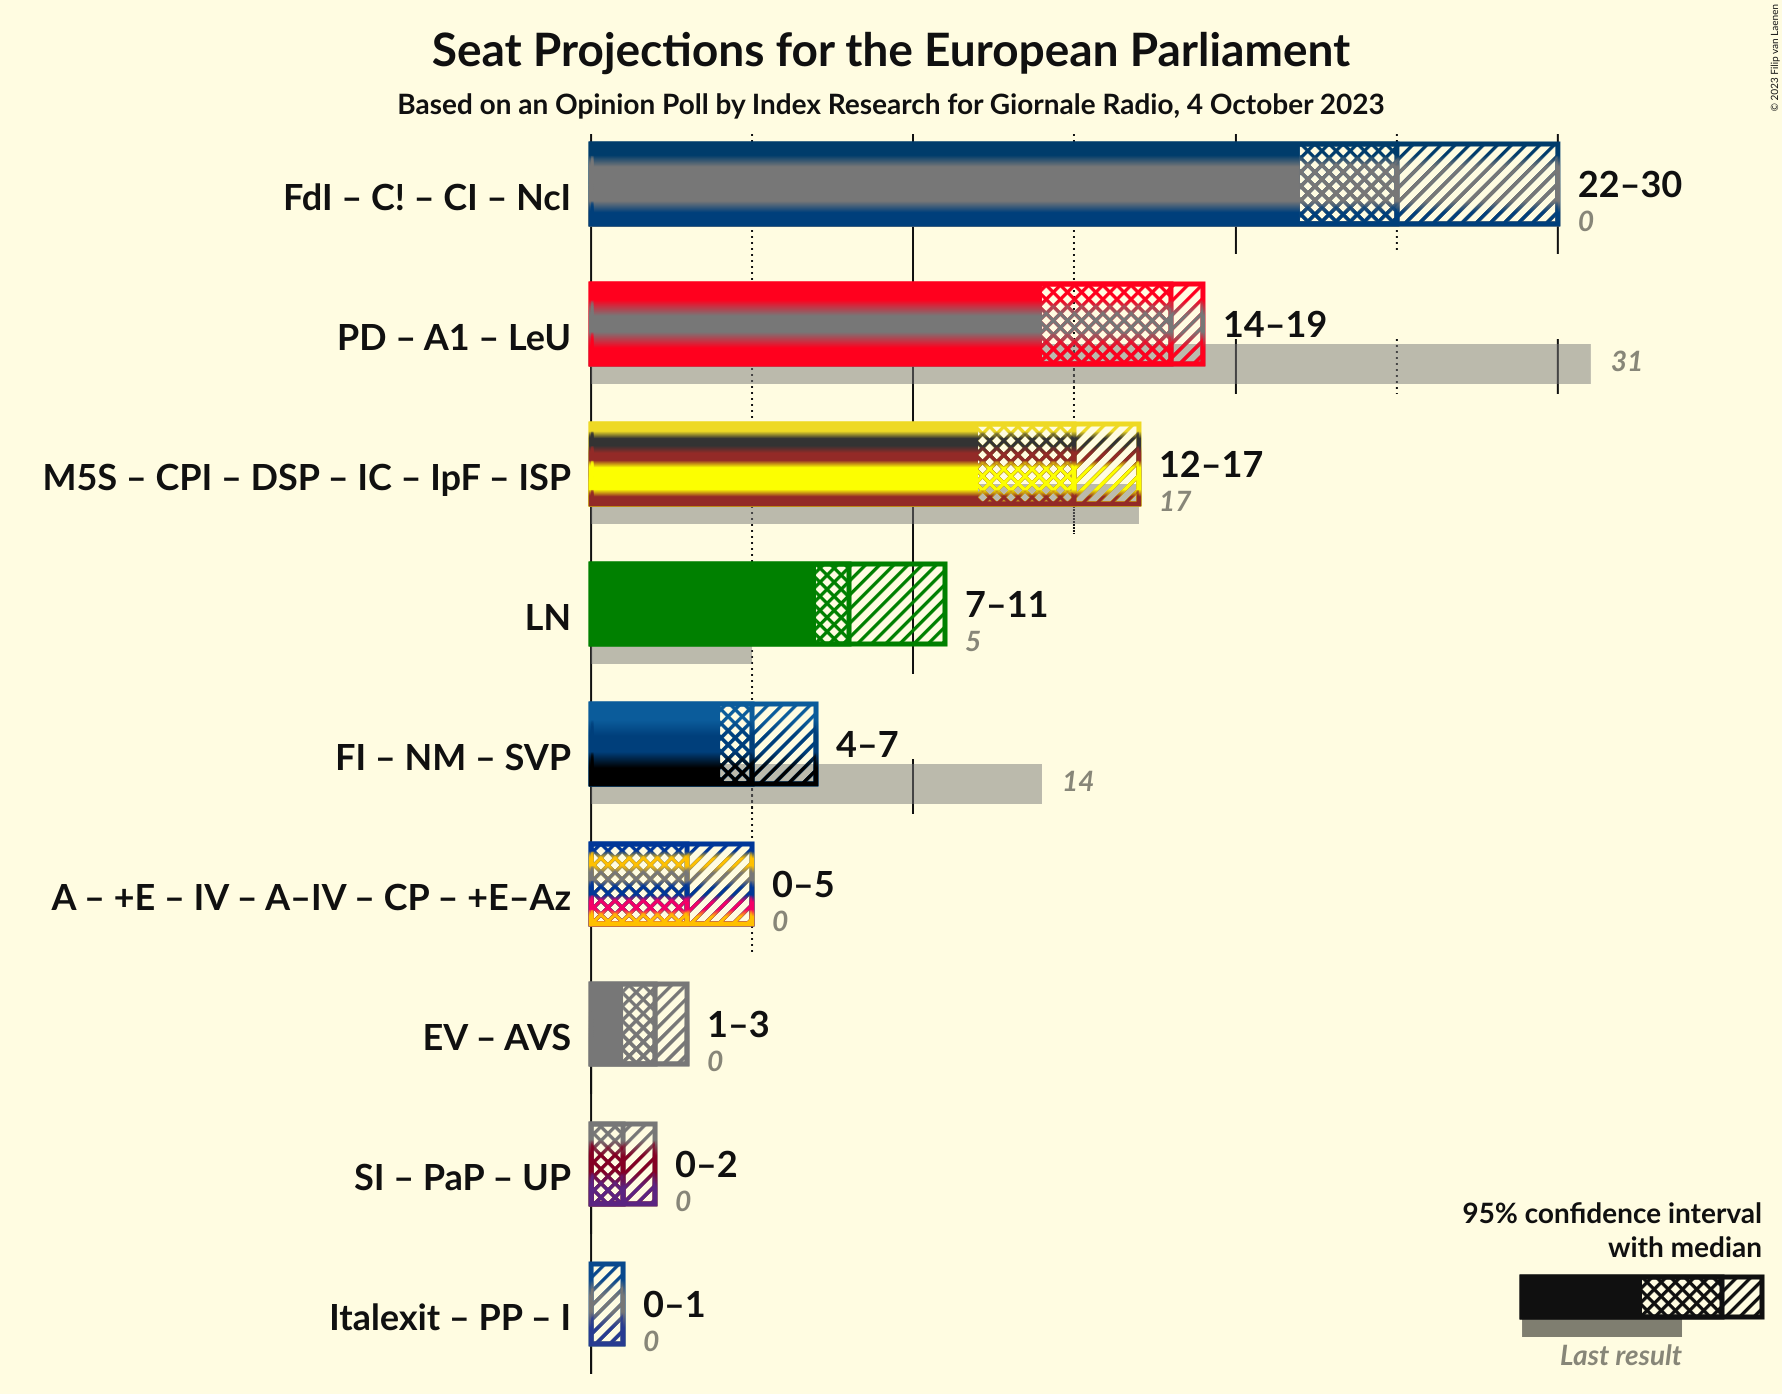 Seat Projections for the European Parliament
Based on an Opinion Poll by Index Research for Giornale Radio, 4 October 2023
© 2023 Filip van Laenen
FdI – C! – CI – NcI
22–30
0
PD – A1 – LeU
14–19
31
M5S – CPI – DSP – IC – IpF – ISP
12–17
17
LN
7–11
5
FI – NM – SVP
4–7
14
A – +E – IV – A–IV – CP – +E–Az
0–5
0
EV – AVS
1–3
0
SI – PaP – UP
0–2
0
Italexit – PP – I
0–1
0
95% confidence interval
with median
Last result